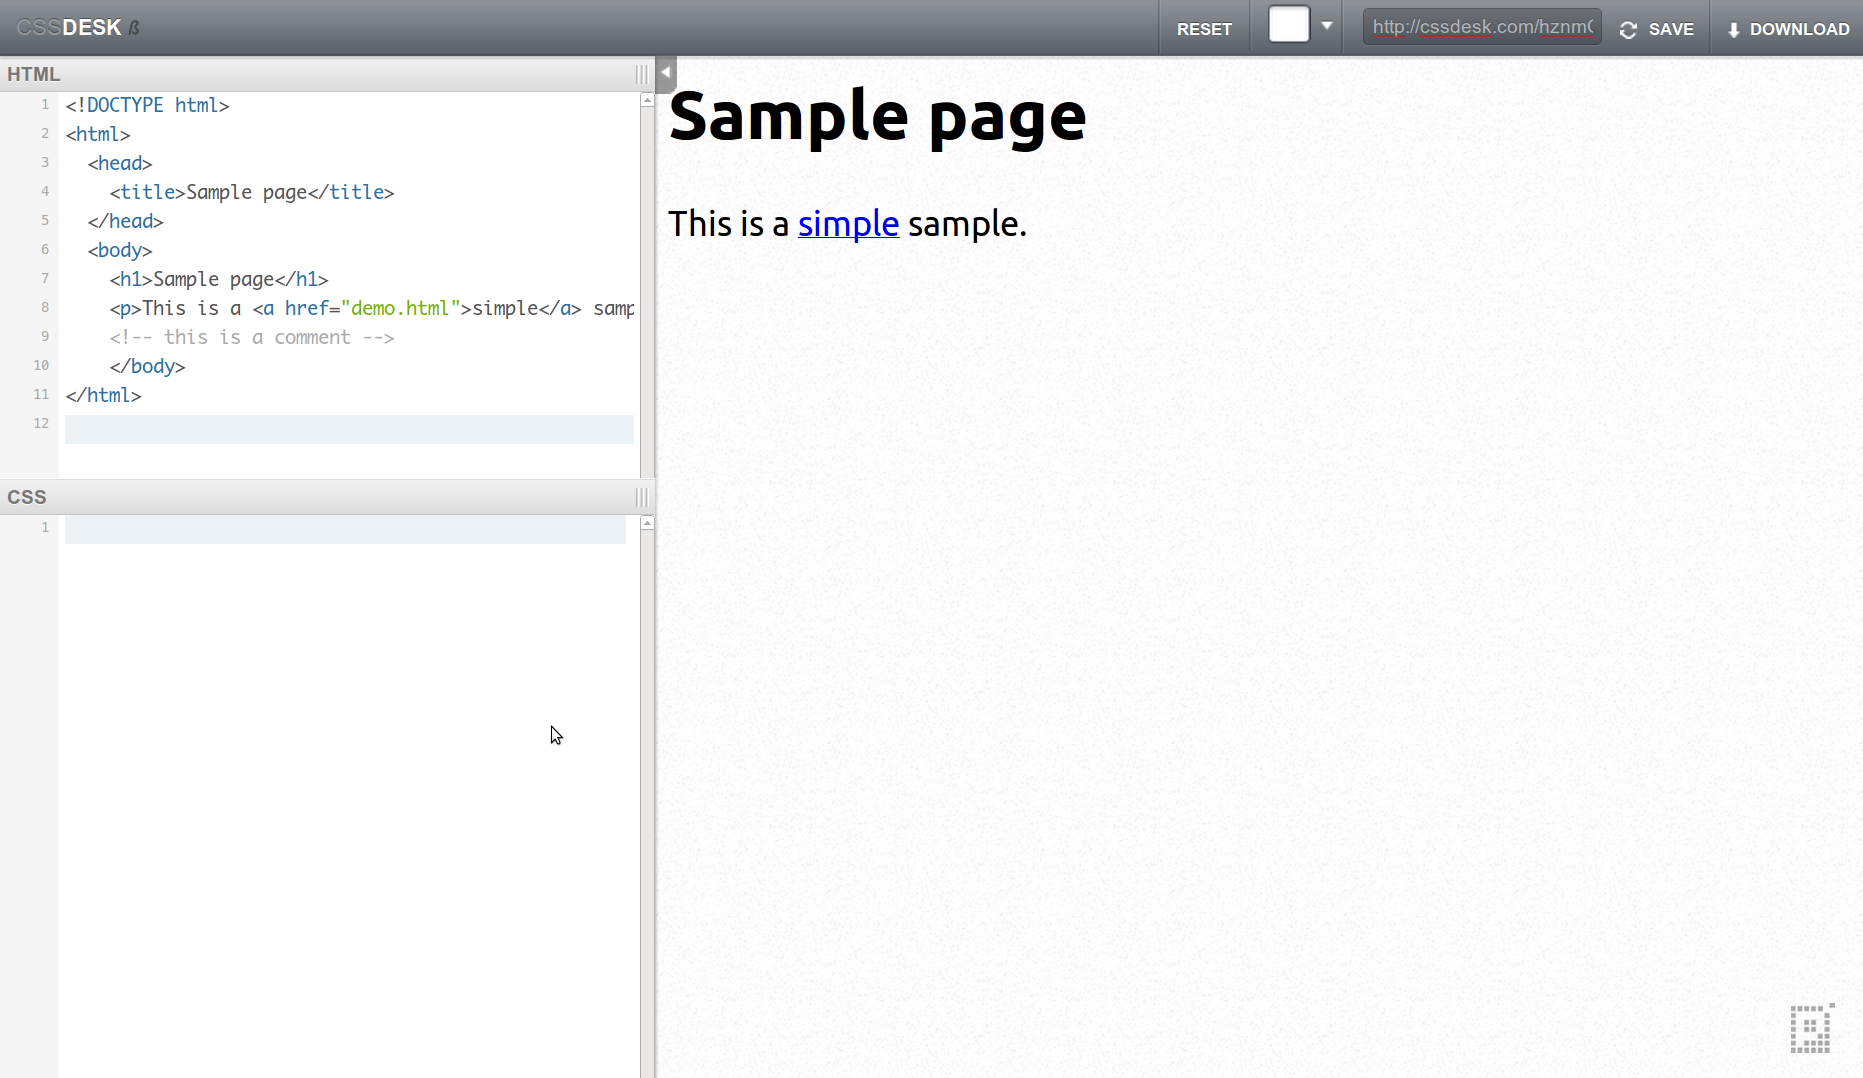 CSSDESK ß
RESET
http://cssdesk.com/hznm
SAVE
DOWNLOAD
HTML
1 <!DOCTYPE html>
2 <html>
3 <head>
4 <title>Sample page</title>
5 </head>
6 <body>
7 <h1>Sample page</h1>
8 <p>This is a <a href="demo.html">simple</a> samp
9 <!-- this is a comment -->
10 </body>
11 </html>
12
CSS
1
Sample page
This is a simple sample.